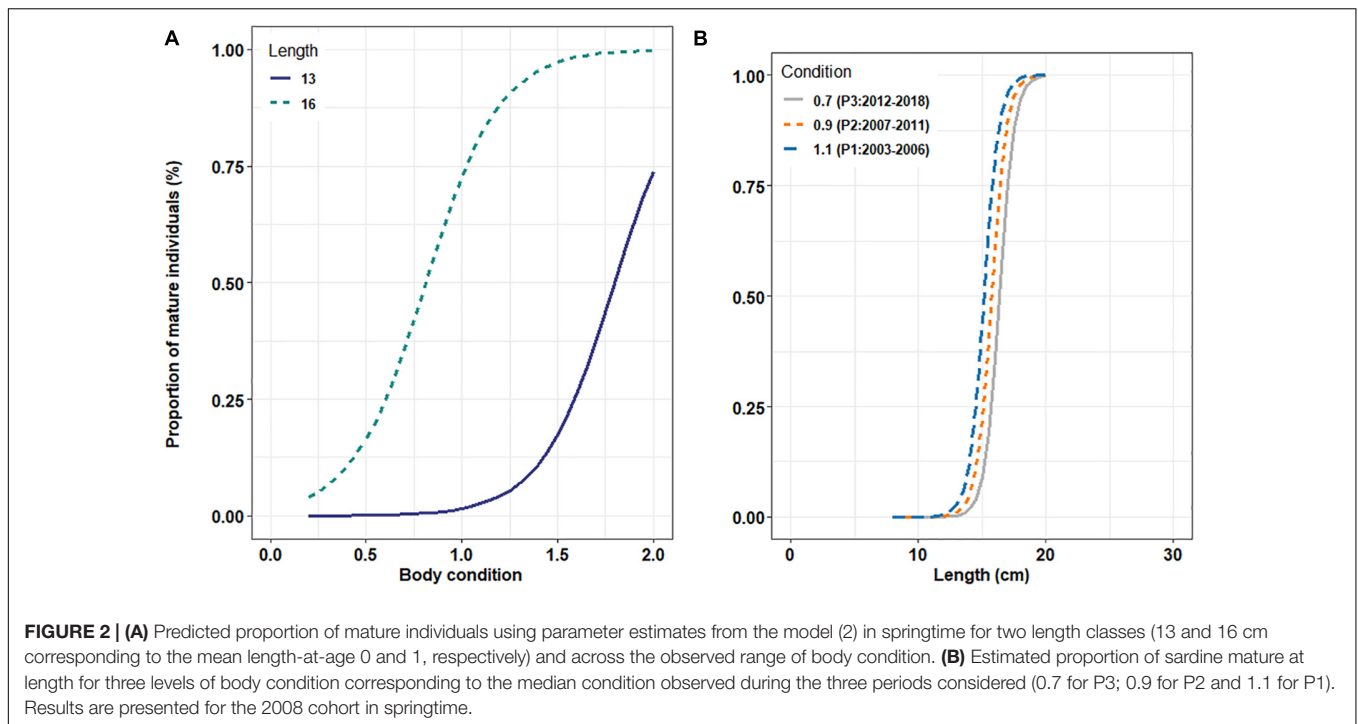 A
Length
13
16
1.00
0.75
0.50
0.25
0.00
Proportion of mature individuals (%)
0.0 0.5 1.0 1.5 2.0
Body condition
B
Condition
0.7 (P3:2012-2018)
0.9 (P2:2007-2011)
1.1 (P1:2003-2006)
1.00
0.75
0.50
0.25
0.00
0 10 20 30
Length (cm)
FIGURE 2 | (A) Predicted proportion of mature individuals using parameter estimates from the model (2) in springtime for two length classes (13 and 16 cm
corresponding to the mean length-at-age 0 and 1, respectively) and across the observed range of body condition. (B) Estimated proportion of sardine mature at
length for three levels of body condition corresponding to the median condition observed during the three periods considered (0.7 for P3; 0.9 for P2 and 1.1 for P1).
Results are presented for the 2008 cohort in springtime.